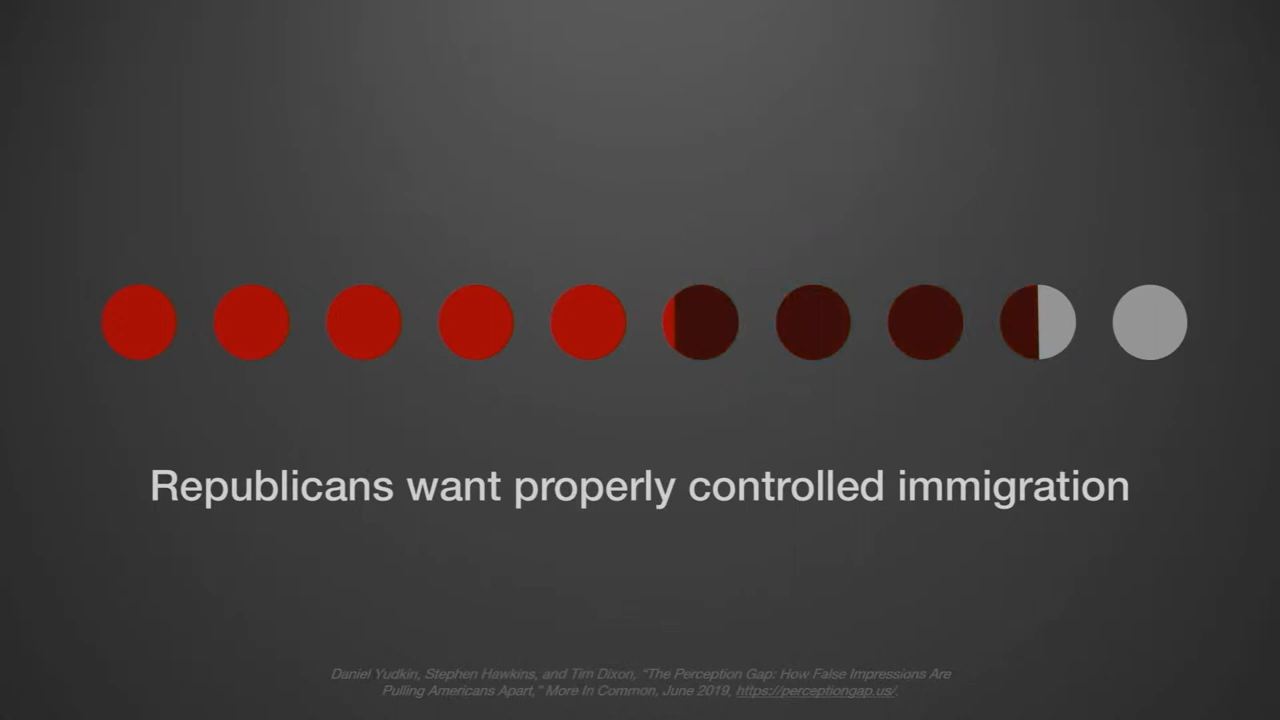 Republicans want properly controlled immigration
Daniel Yudkin, Stephen Hawkins, and Tim Dixon, “The Perception Gap: How False Impressions Are
Pulling Americans Apart,” More In Common, June 2019, https://perceptiongap.us/.